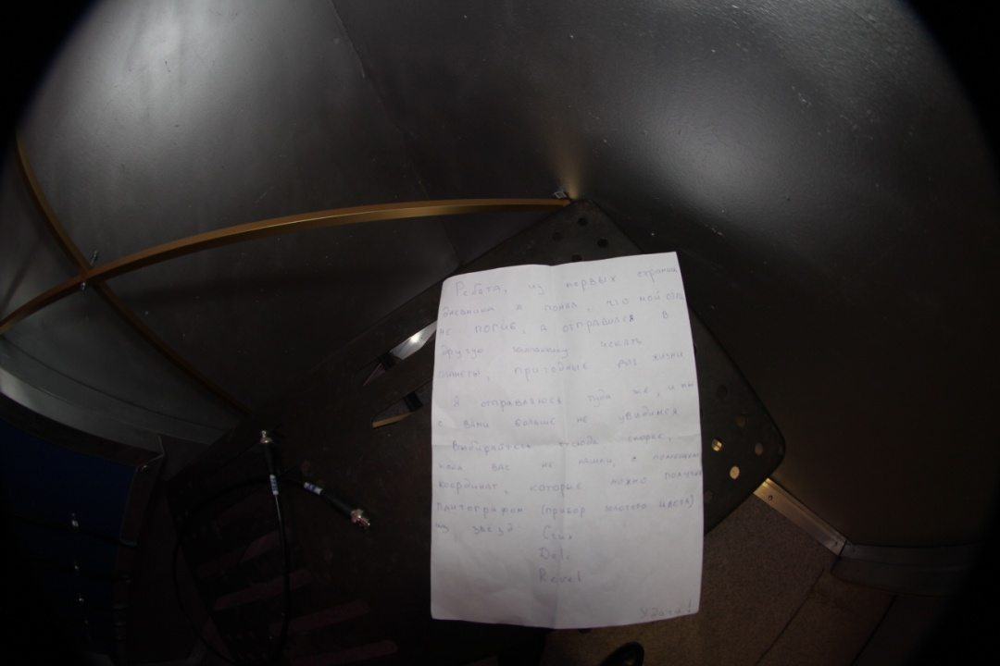 Ребята, из первых страниц
дневника я понял, что мой отец
не погиб, а отправился в
другую галактику искать
планеты, пригодные для жизни
Я отправляюсь туда же, и мы
с вами больше не увидимся
Выбирайтесь отсюда скорее,
пока вас не нашли, с помощью
координат, которые можно получить
пантографом (прибор золотого цвета)
из звезд
Del
Revel
Удачи!